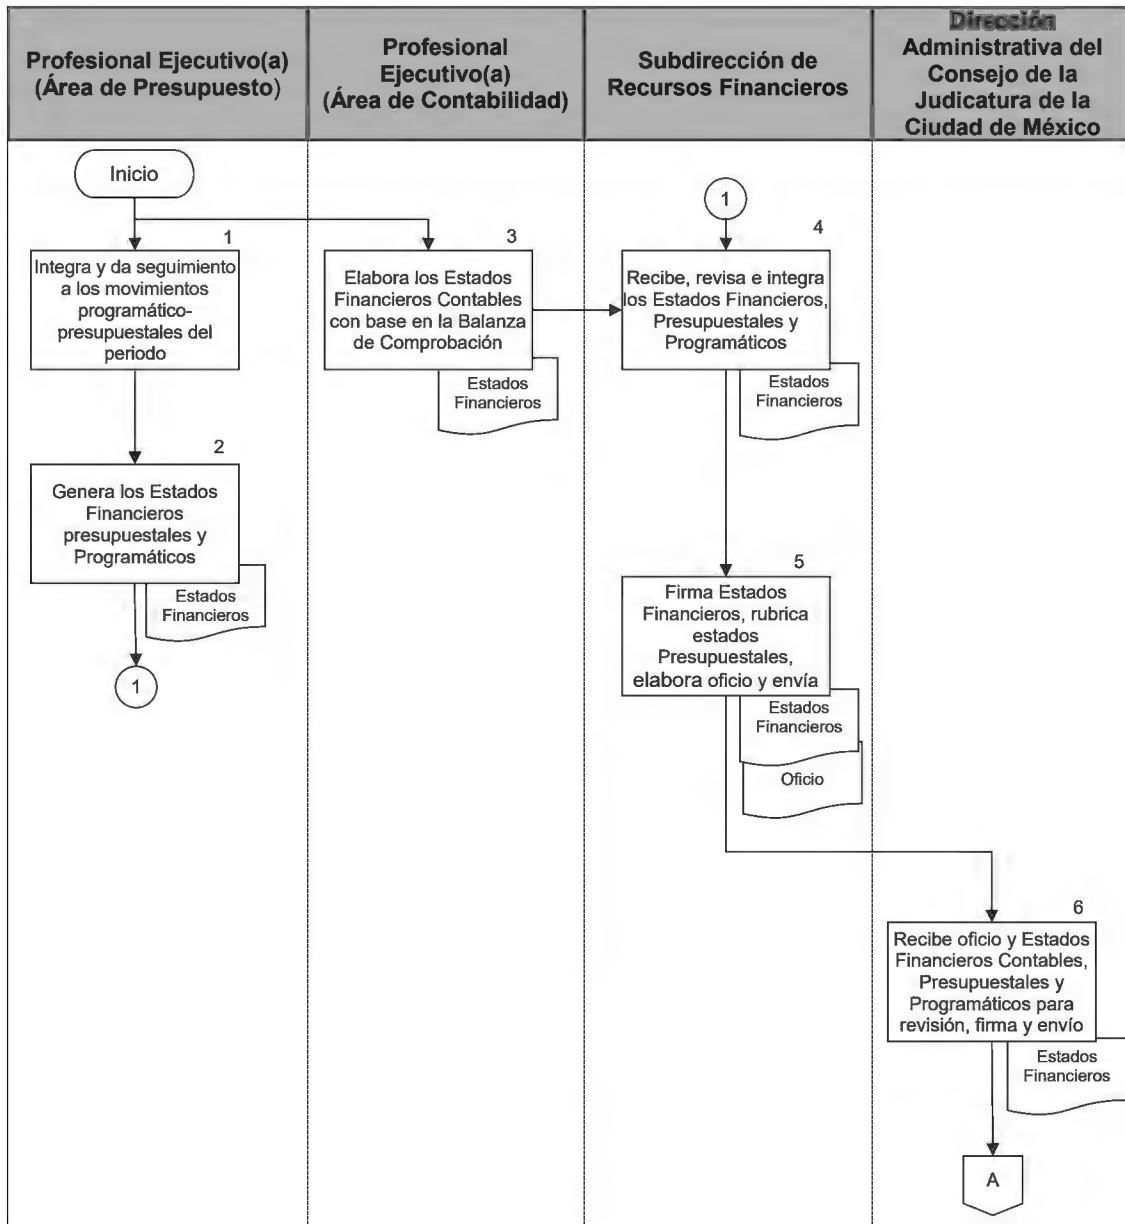 Profesional Ejecutivo(a)
(Área de Presupuesto)
Profesional
Ejecutivo(a)
(Área de Contabilidad)
Subdirección de
Recursos Financieros
Dirección
Administrativa del
Consejo de la
Judicatura de la
Ciudad de México
Inicio
1
Integra y da seguimiento
a los movimientos
programático-
presupuestales del
periodo
2
Genera los Estados
Financieros
presupuestales y
Programáticos
Estados
Financieros
1
3
Elabora los Estados
Financieros Contables
con base en la Balanza
de Comprobación
Estados
Financieros
1
4
Recibe, revisa e integra
los Estados Financieros,
Presupuestales y
Programáticos
Estados
Financieros
5
Firma Estados
Financieros, rubrica
estados
Presupuestales,
elabora oficio y envía
Estados
Financieros
Oficio
6
Recibe oficio y Estados
Financieros Contables,
Presupuestales y
Programáticos para
revisión, firma y envío
Estados
Financieros
A